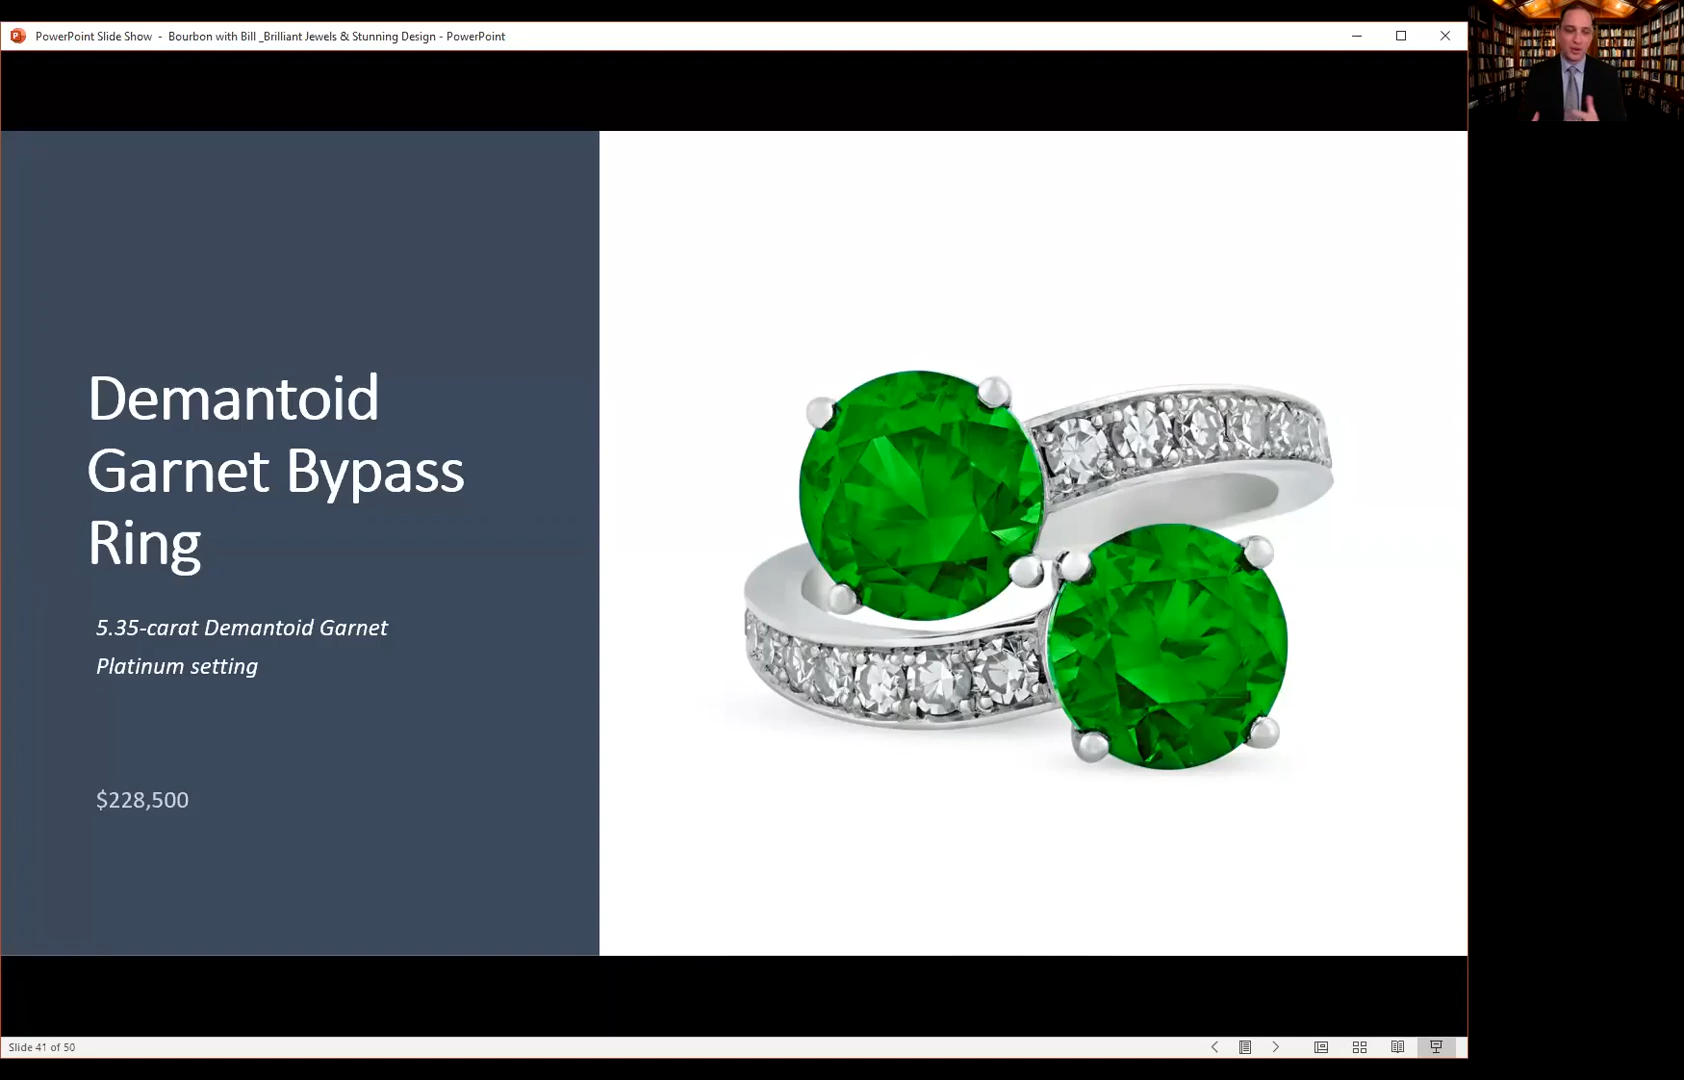 PowerPoint Slide Show - Bourbon with Bill _Brilliant Jewels & Stunning Design - PowerPoint
Demantoid
Garnet Bypass
Ring
5.35-carat Demantoid Garnet
Platinum setting
$228,500
Slide 41 of 50